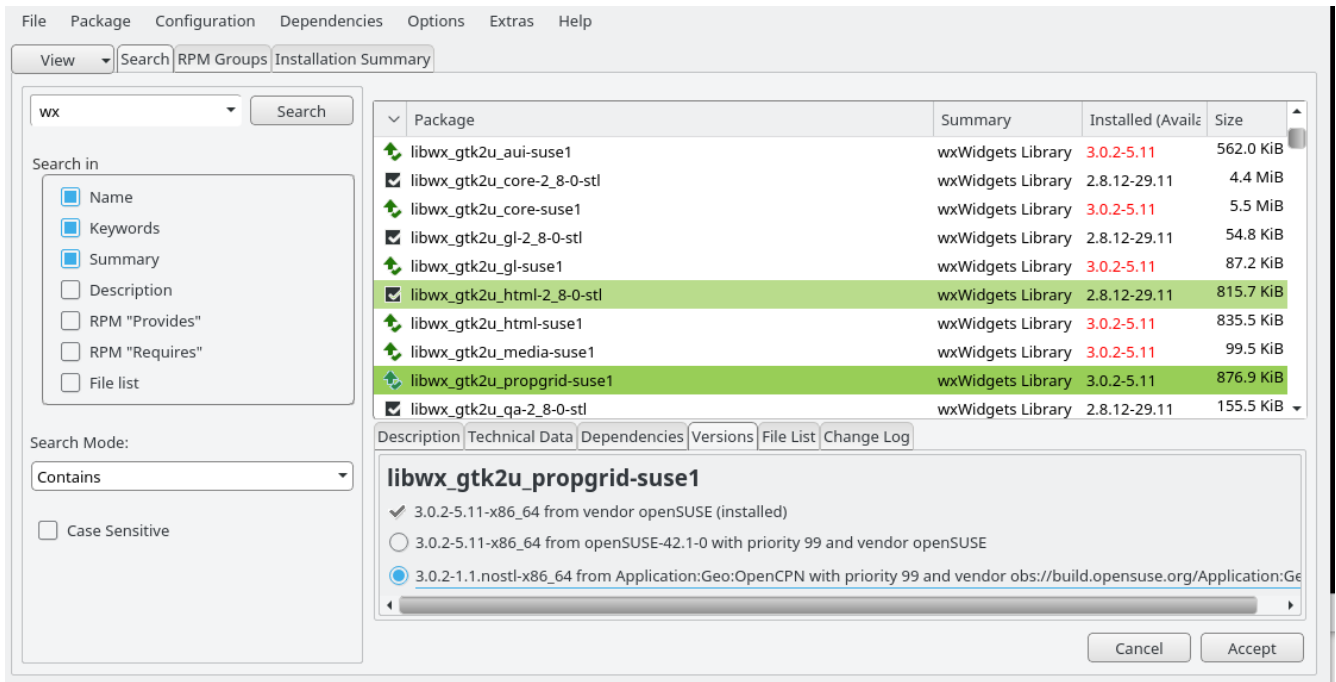 File Package Configuration Dependencies Options Extras Help
View Search RPM Groups Installation Summary
wx Search
Search in
Name
Keywords
Summary
Description
RPM "Provides"
RPM "Requires"
File list
Search Mode:
Contains
Case Sensitive
Package Summary Installed (Availa Size
libwx_gtk2u_aui-suse1 wxWidgets Library 3.0.2-5.11 562.0 KiB
libwx_gtk2u_core-2_8-0-stl wxWidgets Library 2.8.12-29.11 4.4 MiB
libwx_gtk2u_core-suse1 wxWidgets Library 3.0.2-5.11 5.5 MiB
libwx_gtk2u_gl-2_8-0-stl wxWidgets Library 2.8.12-29.11 54.8 KiB
libwx_gtk2u_gl-suse1 wxWidgets Library 3.0.2-5.11 87.2 KiB
libwx_gtk2u_html-2_8-0-stl wxWidgets Library 2.8.12-29.11 815.7 KiB
libwx_gtk2u_html-suse1 wxWidgets Library 3.0.2-5.11 835.5 KiB
libwx_gtk2u_media-suse1 wxWidgets Library 3.0.2-5.11 99.5 KiB
libwx_gtk2u_propgrid-suse1 wxWidgets Library 3.0.2-5.11 876.9 KiB
libwx_gtk2u_qa-2_8-0-stl wxWidgets Library 2.8.12-29.11 155.5 KiB
Description Technical Data Dependencies Versions File List Change Log
libwx_gtk2u_propgrid-suse1
3.0.2-5.11-x86_64 from vendor openSUSE (installed)
3.0.2-5.11-x86_64 from openSUSE-42.1-0 with priority 99 and vendor openSUSE
3.0.2-1.1.nostl-x86_64 from Application:Geo:OpenCPN with priority 99 and vendor obs://build.opensuse.org/Application:Ge
Cancel Accept